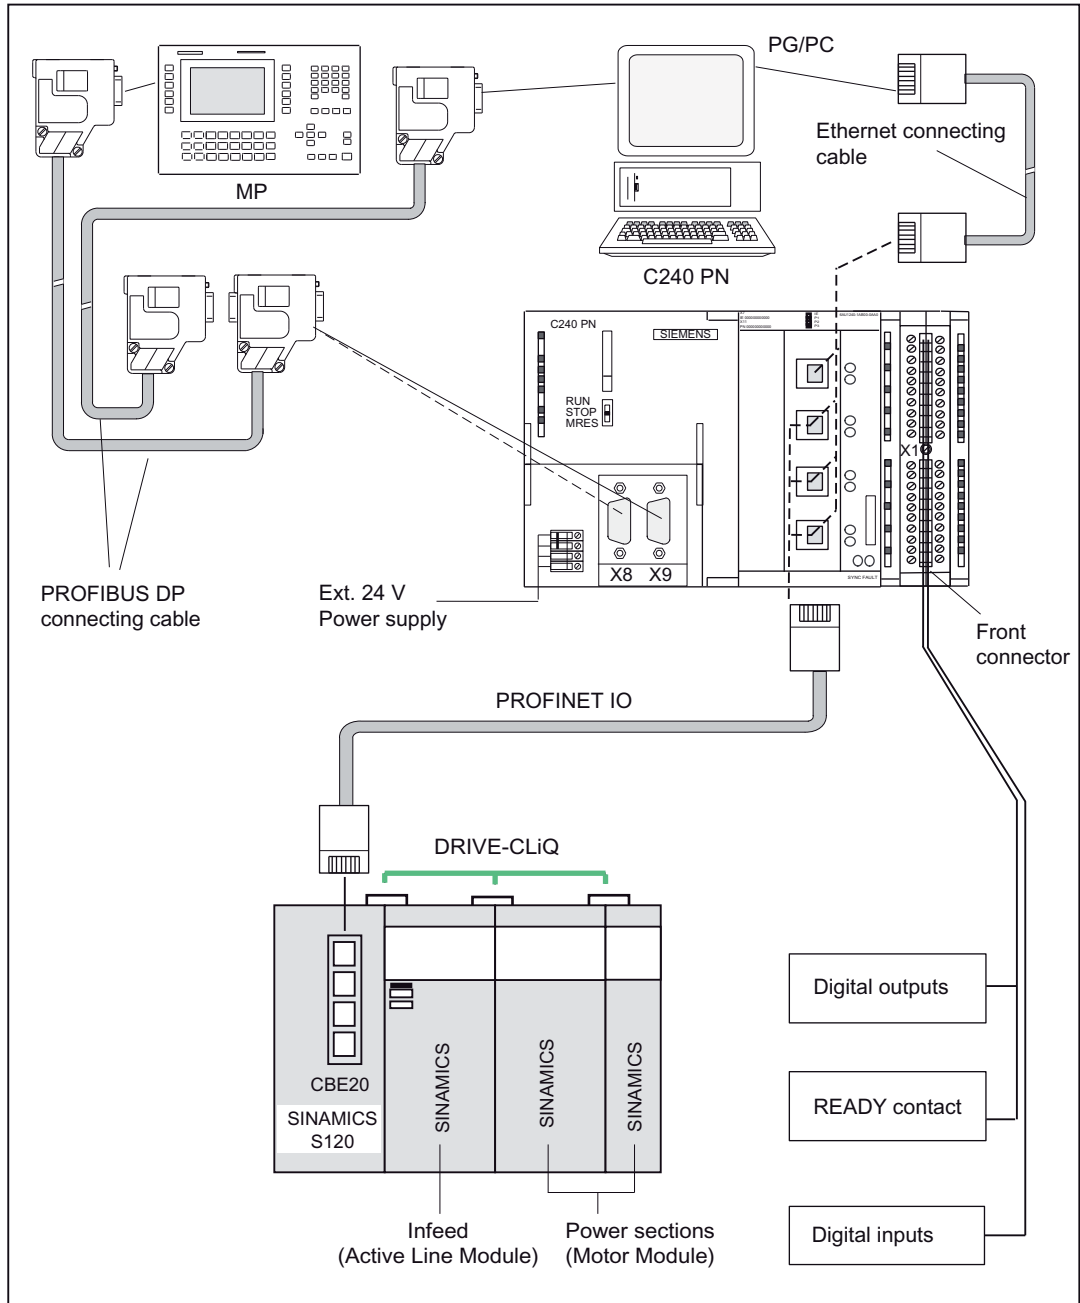 PG/PC
Ethernet connecting
cable
MP
C240 PN
C240 PN
SIEMENS
RUN
STOP
MRES
X1
X8 X9
SYNC FAULT
PROFIBUS DP
connecting cable
Ext. 24 V
Power supply
Front
connector
PROFINET IO
DRIVE-CLiQ
CBE20
SINAMICS
S120
SINAMICS
SINAMICS
SINAMICS
Digital outputs
READY contact
Digital inputs
Infeed
(Active Line Module)
Power sections
(Motor Module)